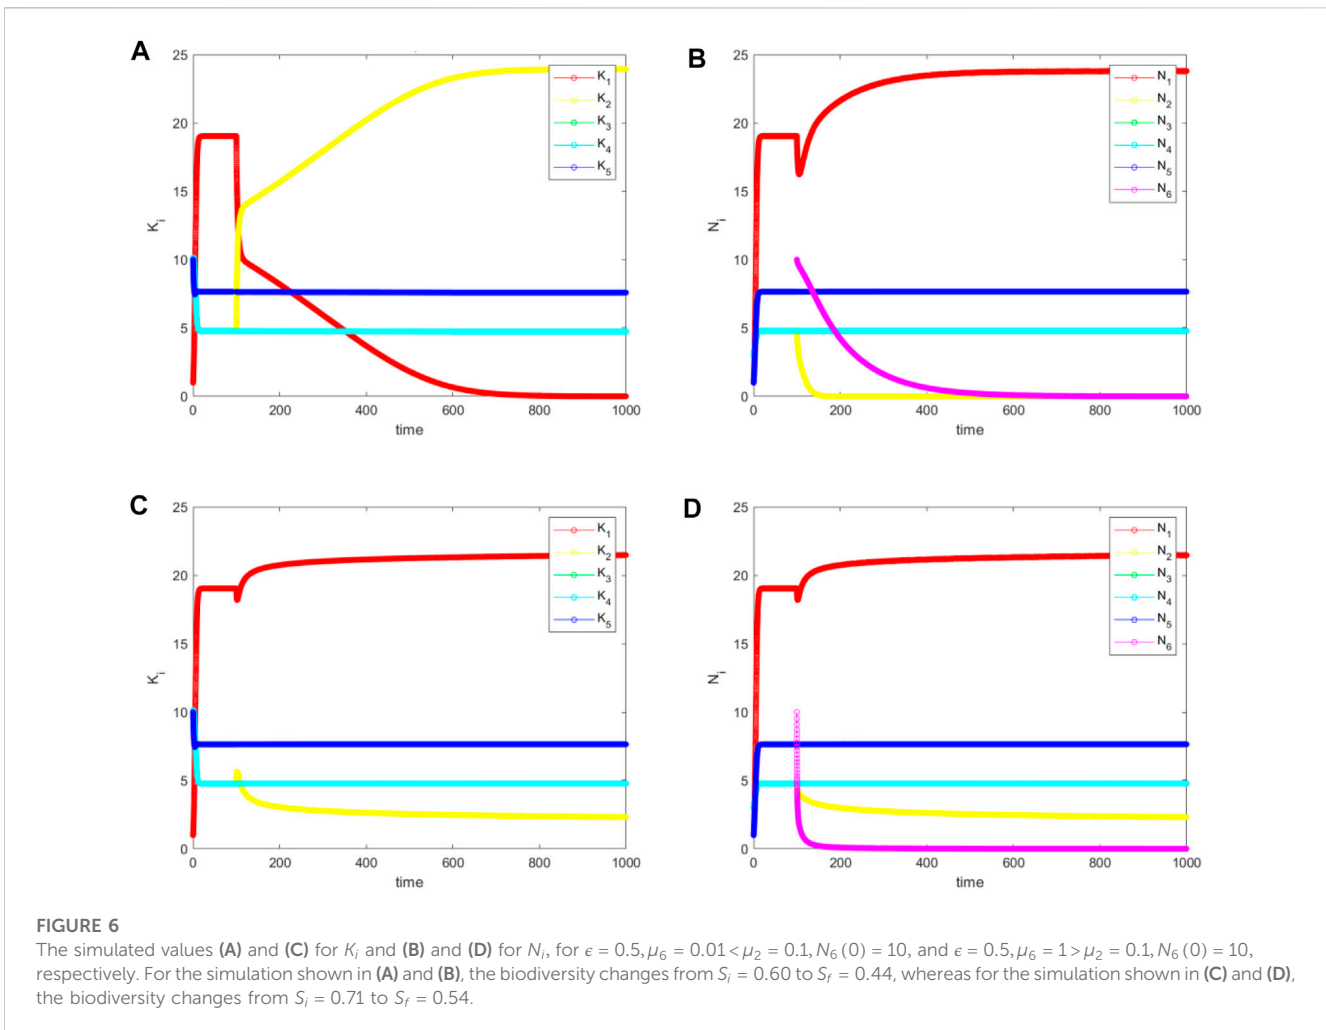 A
25
20
15
10
5
0
K_i
0 200 400 600 800 1000
time
K_1
K_2
K_3
K_4
K_5
B
25
20
15
10
5
0
N_i
0 200 400 600 800 1000
time
N_1
N_2
N_3
N_4
N_5
N_6
C
25
20
15
10
5
0
K_i
0 200 400 600 800 1000
time
K_1
K_2
K_3
K_4
K_5
D
25
20
15
10
5
0
N_i
0 200 400 600 800 1000
time
N_1
N_2
N_3
N_4
N_5
N_6
FIGURE 6
The simulated values (A) and (C) for K_i and (B) and (D) for N_i, for ϵ = 0.5, μ_6 = 0.01 < μ_2 = 0.1, N_6 (0) = 10, and ϵ = 0.5, μ_6 = 1 > μ_2 = 0.1, N_6 (0) = 10,
respectively. For the simulation shown in (A) and (B), the biodiversity changes from S_i = 0.60 to S_f = 0.44, whereas for the simulation shown in (C) and (D),
the biodiversity changes from S_i = 0.71 to S_f = 0.54.